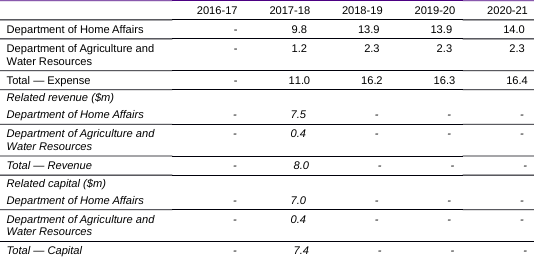 2016-17 2017-18 2018-19 2019-20 2020-21
Department of Home Affairs - 9.8 13.9 13.9 14.0
Department of Agriculture and - 1.2 2.3 2.3 2.3
Water Resources
Total — Expense - 11.0 16.2 16.3 16.4
Related revenue ($m)
Department of Home Affairs - 7.5 - - -
Department of Agriculture and - 0.4 - - -
Water Resources
Total — Revenue - 8.0 - - -
Related capital ($m)
Department of Home Affairs - 7.0 - - -
Department of Agriculture and - 0.4 - - -
Water Resources
Total — Capital - 7.4 - - -